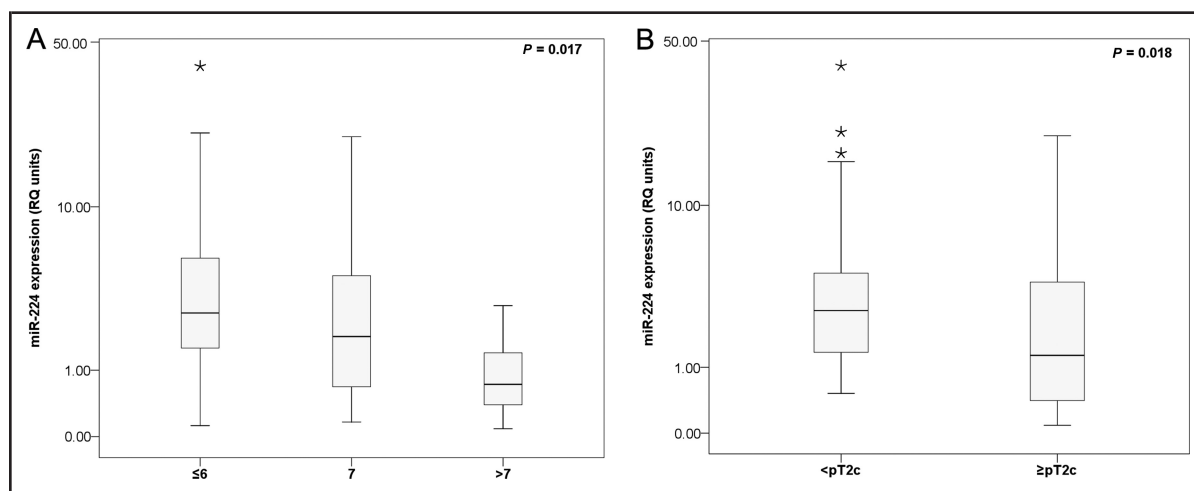 A
50.00
P = 0.017
miR-224 expression (RQ units)
10.00
1.00
0.00
≤6
7
>7
B
50.00
P = 0.018
miR-224 expression (RQ units)
10.00
1.00
0.00
<pT2c
≥pT2c